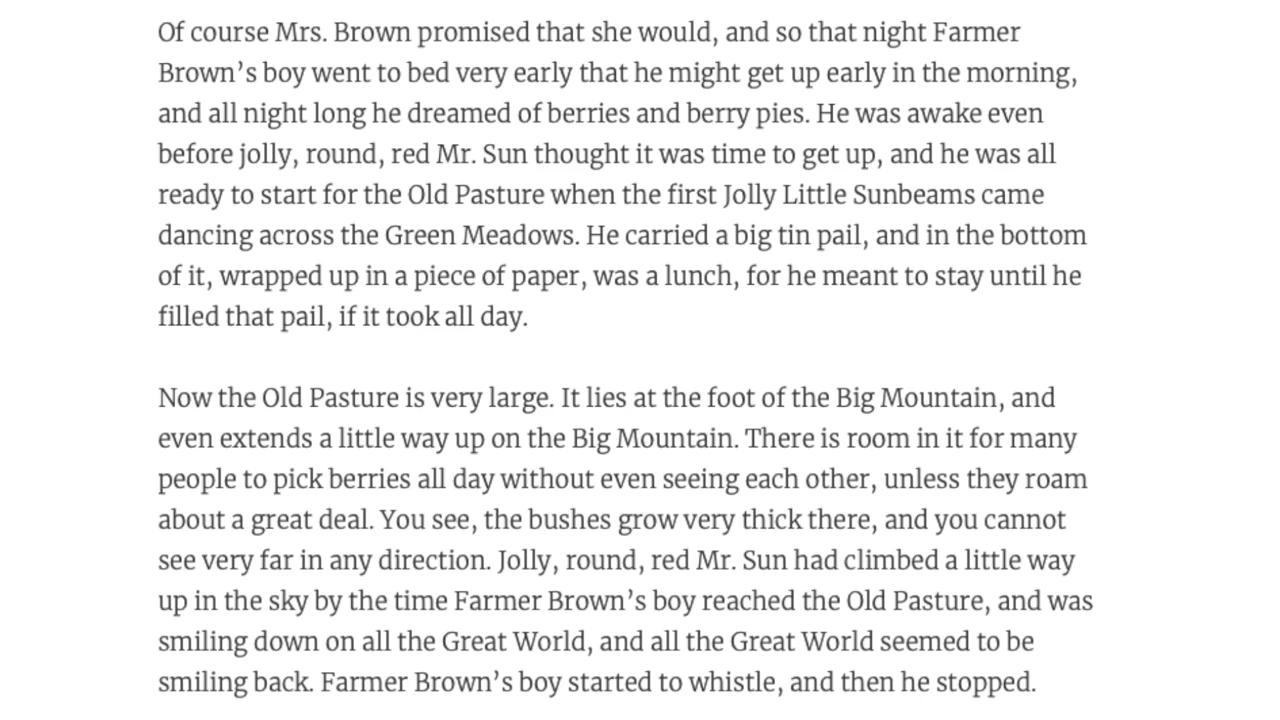 Of course Mrs. Brown promised that she would, and so that night Farmer
Brown’s boy went to bed very early that he might get up early in the morning,
and all night long he dreamed of berries and berry pies. He was awake even
before jolly, round, red Mr. Sun thought it was time to get up, and he was all
ready to start for the Old Pasture when the first Jolly Little Sunbeams came
dancing across the Green Meadows. He carried a big tin pail, and in the bottom
of it, wrapped up in a piece of paper, was a lunch, for he meant to stay until he
filled that pail, if it took all day.
Now the Old Pasture is very large. It lies at the foot of the Big Mountain, and
even extends a little way up on the Big Mountain. There is room in it for many
people to pick berries all day without even seeing each other, unless they roam
about a great deal. You see, the bushes grow very thick there, and you cannot
see very far in any direction. Jolly, round, red Mr. Sun had climbed a little way
up in the sky by the time Farmer Brown’s boy reached the Old Pasture, and was
smiling down on all the Great World, and all the Great World seemed to be
smiling back. Farmer Brown’s boy started to whistle, and then he stopped.